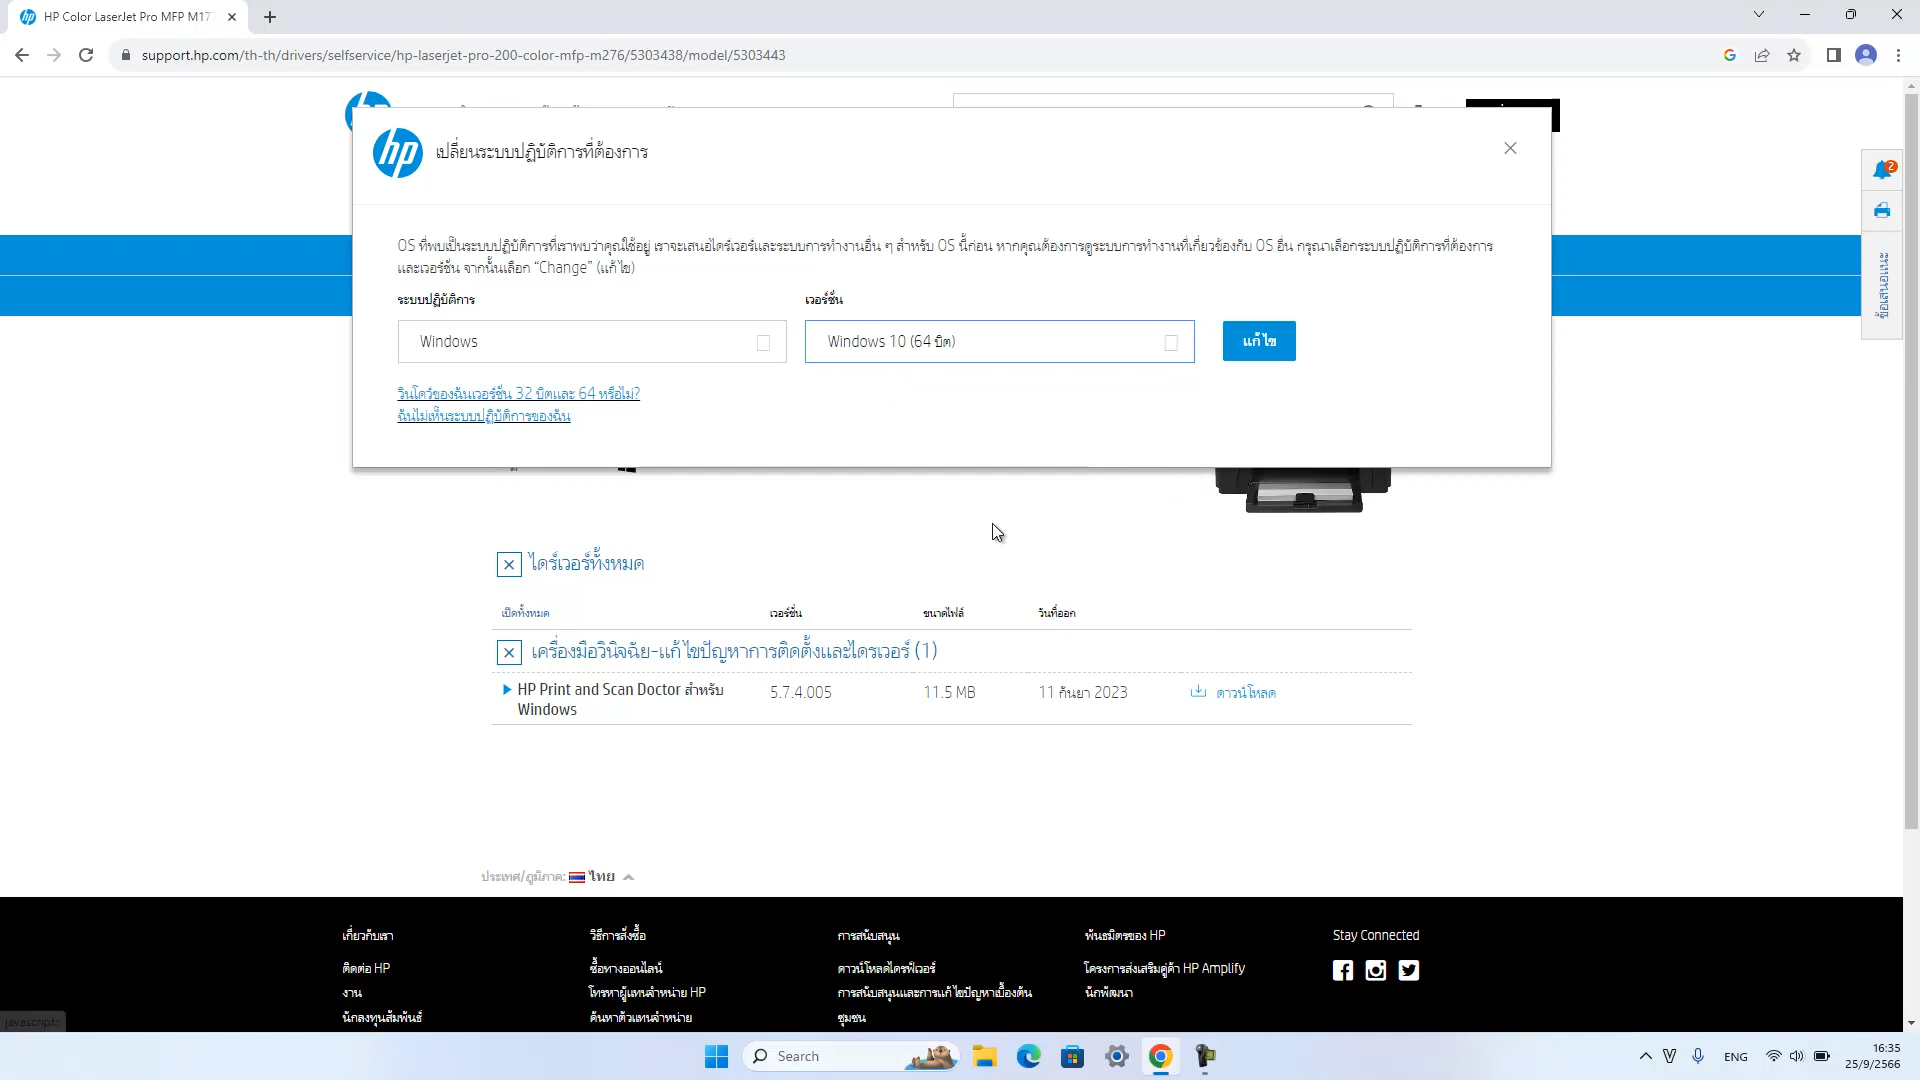 HP Color LaserJet Pro MFP M177
support.hp.com/th-th/drivers/selfservice/hp-laserjet-pro-200-color-mfp-m276/5303438/model/5303443
hp
เปลี่ยนระบบปฏิบัติการที่ต้องการ
OS ที่พบเป็นระบบปฏิบัติการที่เราพบว่าคุณใช้อยู่ เราจะเสนอไดร์เวอร์และระบบการทำงานอื่น ๆ สำหรับ OS นี้ก่อน หากคุณต้องการดูระบบการทำงานที่เกี่ยวข้องกับ OS อื่น กรุณาเลือกระบบปฏิบัติการที่ต้องการ
และเวอร์ชั่น จากนั้นเลือก “Change” (แก้ไข)
ระบบปฏิบัติการ
เวอร์ชั่น
Windows
Windows 10 (64 บิต)
แก้ไข
วินโดว์ของฉันเวอร์ชั่น 32 บิตและ 64 หรือไม่?
ฉันไม่เห็นระบบปฏิบัติการของฉัน
2
ข้อเสนอแนะ
ไดร์เวอร์ทั้งหมด
เปิดทั้งหมด เวอร์ชั่น ขนาดไฟล์ วันที่ออก
เครื่องมือวินิจฉัย-แก้ไขปัญหาการติดตั้งและไดรเวอร์ (1)
HP Print and Scan Doctor สำหรับ
Windows
5.7.4.005 11.5 MB 11 กันยา 2023 ดาวน์โหลด
ประเทศ/ภูมิภาค: ไทย
เกี่ยวกับเรา
ติดต่อ HP
งาน
นักลงทุนสัมพันธ์
วิธีการสั่งซื้อ
ซื้อทางออนไลน์
โทรหาผู้แทนจำหน่าย HP
ค้นหาตัวแทนจำหน่าย
การสนับสนุน
ดาวน์โหลดไดรฟ์เวอร์
การสนับสนุนและการแก้ไขปัญหาเบื้องต้น
ชุมชน
พันธมิตรของ HP
โครงการส่งเสริมคู่ค้า HP Amplify
นักพัฒนา
Stay Connected
javascript:
Search
ENG
16:35
25/9/2566